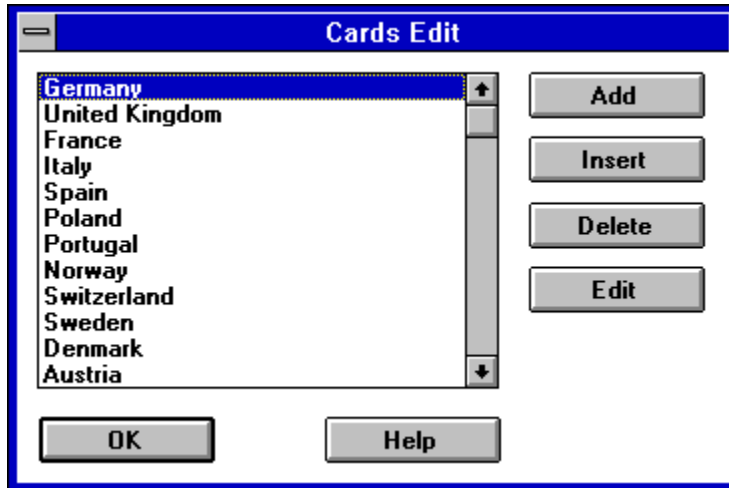 Cards Edit
Germany
United Kingdom
France
Italy
Spain
Poland
Portugal
Norway
Switzerland
Sweden
Denmark
Austria
Add
Insert
Delete
Edit
OK
Help